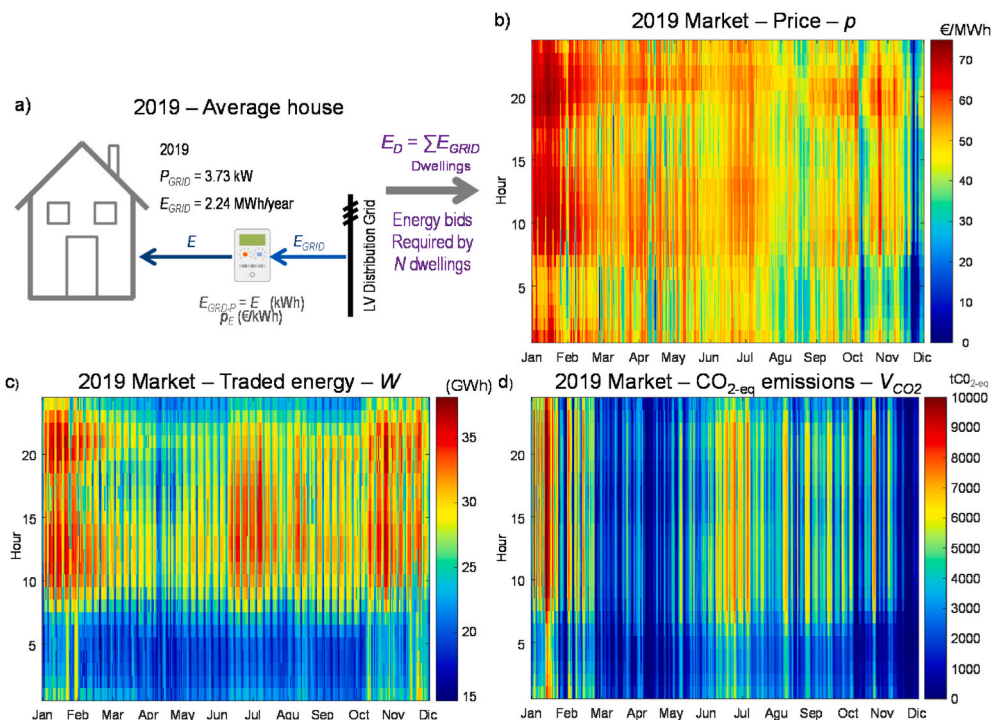 a)
2019 – Average house
2019
P_GRID = 3.73 kW
E_GRID = 2.24 MWh/year
E
E_GRID
E_GRD-P = E (kWh)
p_E (€/kWh)
LV Distribution Grid
E_D = ∑E_GRID
Dwellings
Energy bids
Required by
N dwellings
b)
2019 Market – Price – p
€/MWh
Hour
20
15
10
5
Jan Feb Mar Apr May Jun Jul Agu Sep Oct Nov Dic
70
60
50
40
30
20
10
0
c)
2019 Market – Traded energy – W
(GWh)
Hour
20
15
10
5
Jan Feb Mar Apr May Jun Jul Aug Sep Oct Nov Dic
35
30
25
20
15
d)
2019 Market – CO2-eq emissions – V_CO2
tC0 2-eq
Hour
20
15
10
5
Jan Feb Mar Apr May Jun Jul Aug Sep Oct Nov Dic
10000
9000
8000
7000
6000
5000
4000
3000
2000
1000
0